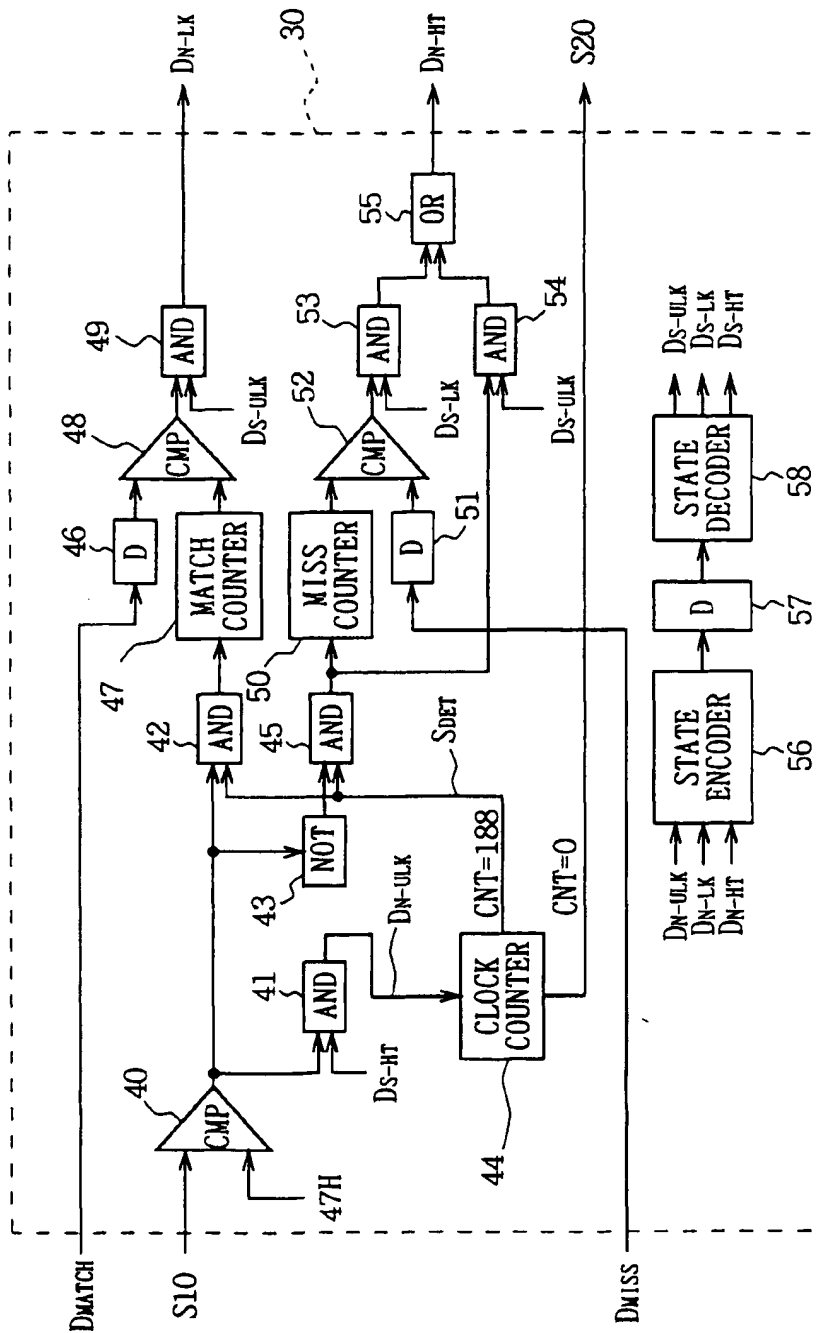 30
DMATCH
S10
47H
DMISS
40
CMP
41
AND
DS-HT
DN-ULK
44
CLOCK
COUNTER
CNT=188
CNT=0
SDET
43
NOT
42
AND
45
AND
46
D
47
MATCH
COUNTER
50
MISS
COUNTER
51
D
48
CMP
52
CMP
49
AND
DS-ULK
53
AND
DS-LK
54
AND
DS-ULK
55
OR
DN-LK
DN-HT
S20
DN-ULK
DN-LK
DN-HT
STATE
ENCODER
56
D
57
STATE
DECODER
58
DS-ULK
DS-LK
DS-HT